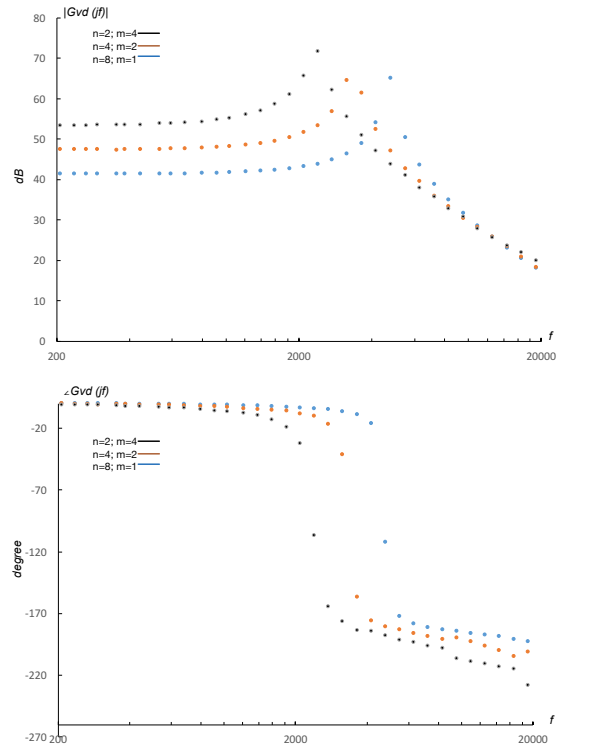 |Gvd (jf)|
80
n=2; m=4
n=4; m=2
n=8; m=1
70
60
50
40
dB
30
20
10
0
200
2000
20000
f
∠Gvd (jf)
-20
n=2; m=4
n=4; m=2
n=8; m=1
-70
-120
degree
-170
-220
-270
200
2000
20000
f